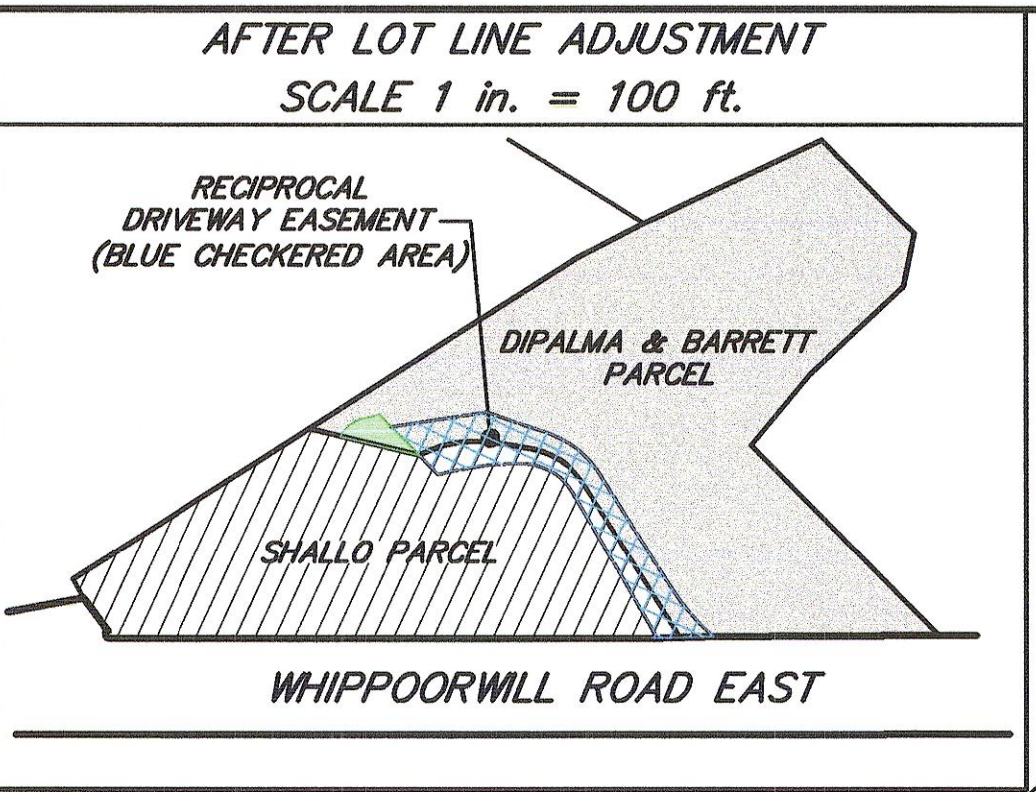 AFTER LOT LINE ADJUSTMENT
SCALE 1 in. = 100 ft.
RECIPROCAL
DRIVEWAY EASEMENT
(BLUE CHECKERED AREA)
DIPALMA & BARRETT
PARCEL
SHALLO PARCEL
WHIPPOORWILL ROAD EAST